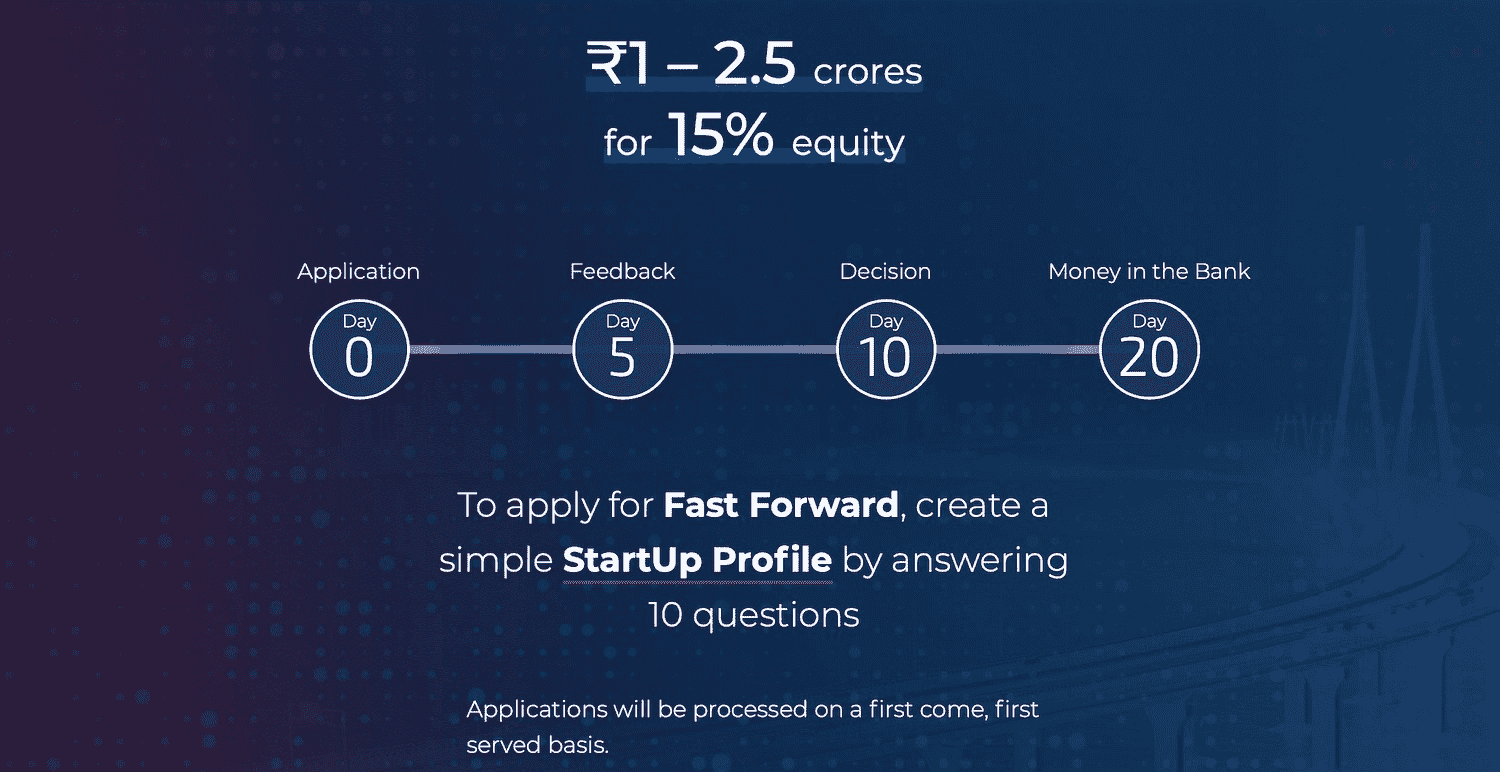 ₹1 – 2.5 crores
for 15% equity
Application Feedback Decision Money in the Bank
Day Day Day Day
0 5 10 20
To apply for Fast Forward, create a
simple StartUp Profile by answering
10 questions
Applications will be processed on a first come, first
served basis.